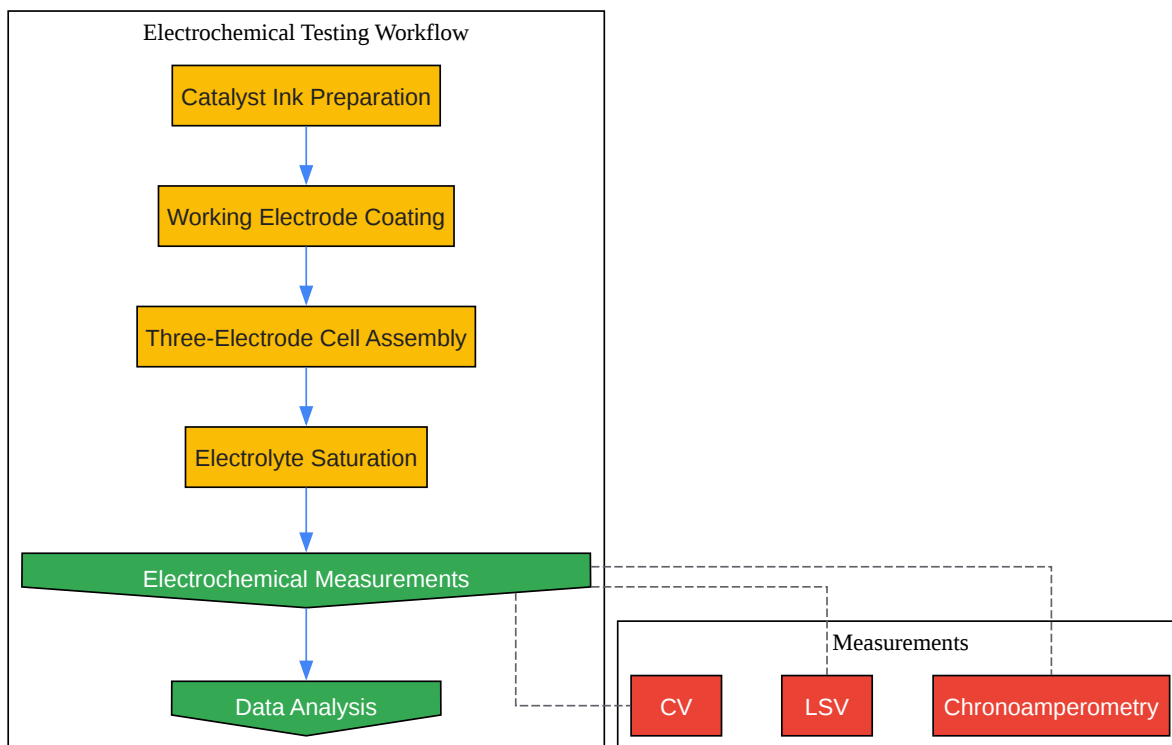 Electrochemical Testing Workflow
Catalyst Ink Preparation
Working Electrode Coating
Three-Electrode Cell Assembly
Electrolyte Saturation
Electrochemical Measurements
Data Analysis
Measurements
CV
LSV
Chronoamperometry